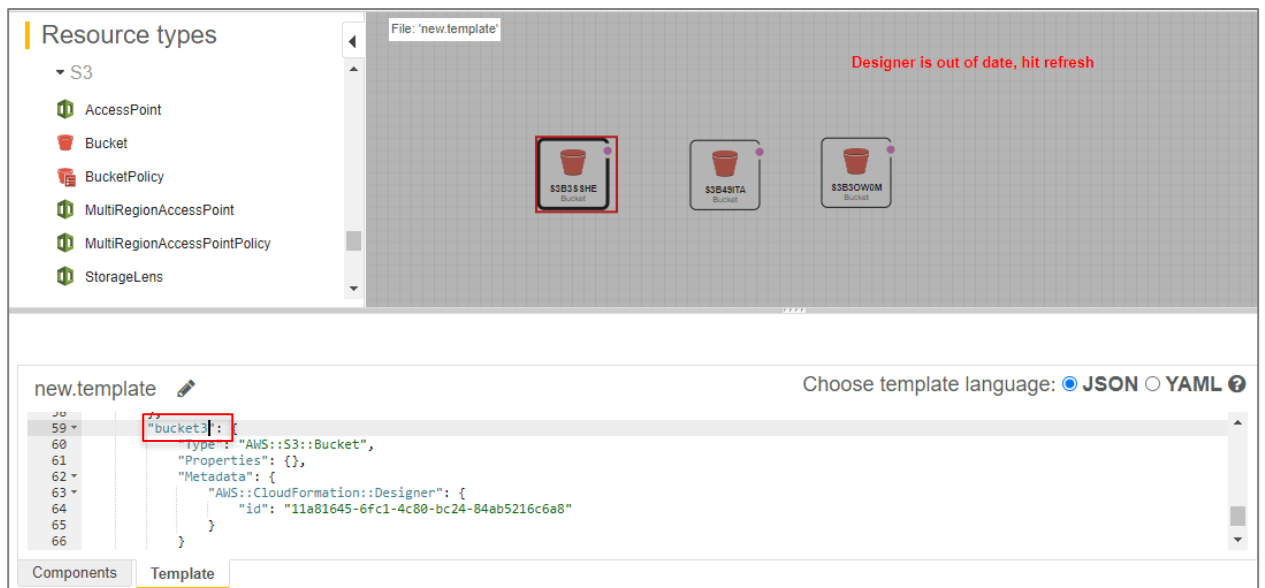 Resource types
S3
AccessPoint
Bucket
BucketPolicy
MultiRegionAccessPoint
MultiRegionAccessPointPolicy
StorageLens
File: 'new.template'
Designer is out of date, hit refresh
S3B3SSHE
Bucket
S3B49ITA
Bucket
S3B3OW0M
Bucket
new.template
Choose template language: JSON YAML
58 },
59 "bucket3": {
60 "Type": "AWS::S3::Bucket",
61 "Properties": {},
62 "Metadata": {
63 "AWS::CloudFormation::Designer": {
64 "id": "11a81645-6fc1-4c80-bc24-84ab5216c6a8"
65 }
66 }
Components Template